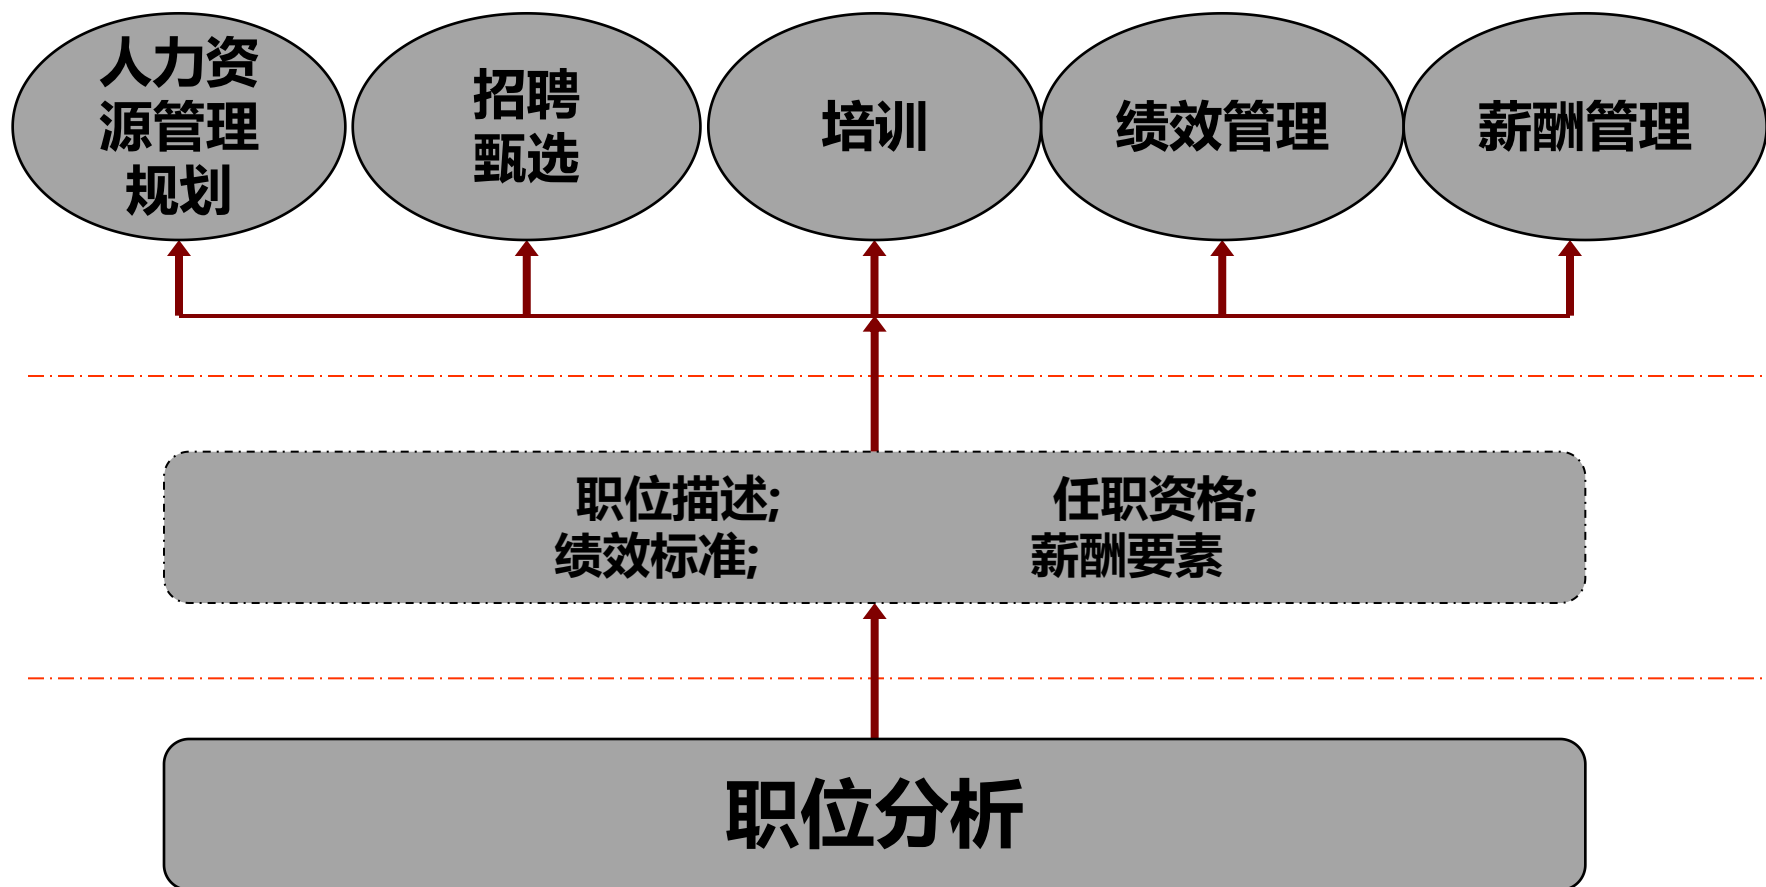 人力资
源管理
规划
招聘
甄选
培训
绩效管理
薪酬管理
职位描述; 任职资格;
绩效标准; 薪酬要素
职位分析